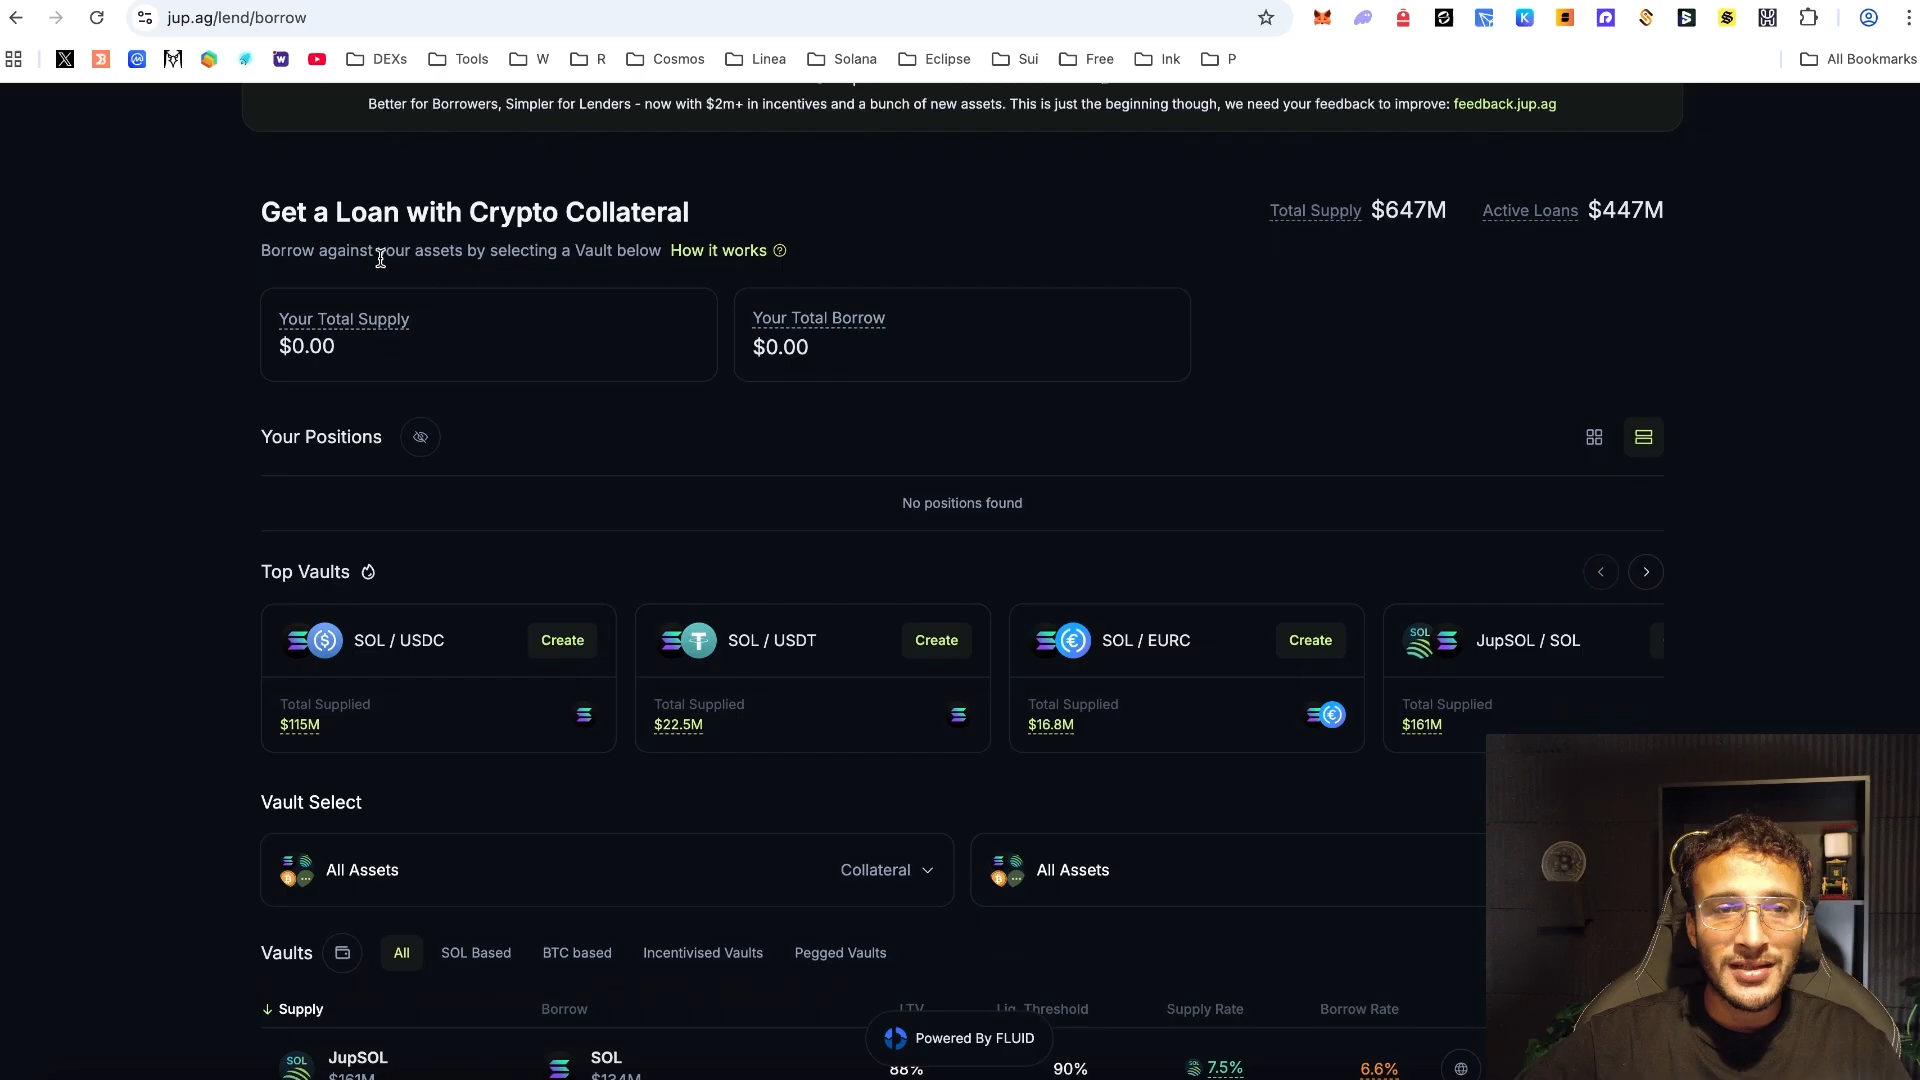 jup.ag/lend/borrow
DEXs Tools W R Cosmos Linea Solana Eclipse Sui Free Ink P All Bookmarks
Better for Borrowers, Simpler for Lenders - now with $2m+ in incentives and a bunch of new assets. This is just the beginning though, we need your feedback to improve: feedback.jup.ag
Get a Loan with Crypto Collateral
Total Supply $647M Active Loans $447M
Borrow against your assets by selecting a Vault below How it works
Your Total Supply
$0.00
Your Total Borrow
$0.00
Your Positions
No positions found
Top Vaults
SOL / USDC Create
Total Supplied
$115M
SOL / USDT Create
Total Supplied
$22.5M
SOL / EURC Create
Total Supplied
$16.8M
SOL JupSOL / SOL
Total Supplied
$161M
Vault Select
All Assets Collateral
All Assets
Vaults All SOL Based BTC based Incentivised Vaults Pegged Vaults
Supply Borrow LTV Liq. Threshold Supply Rate Borrow Rate
Powered By FLUID
SOL JupSOL SOL 88% 90% SOL 7.5% 6.6%
$161M $134M